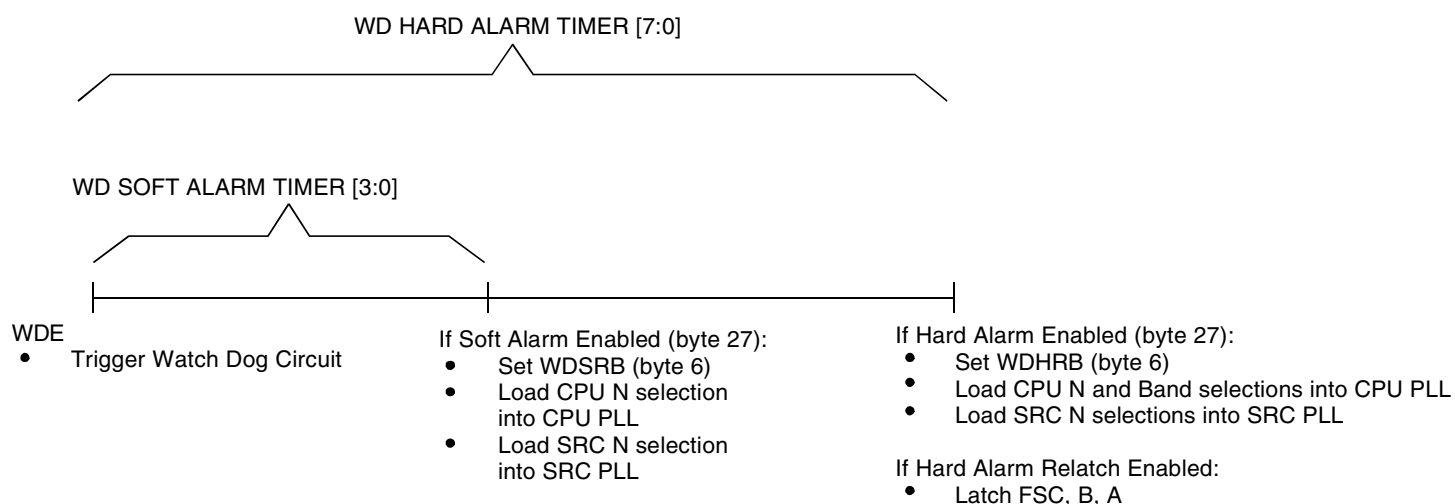 WD HARD ALARM TIMER [7:0]
WD SOFT ALARM TIMER [3:0]
WDE
• Trigger Watch Dog Circuit
If Soft Alarm Enabled (byte 27):
• Set WDSRB (byte 6)
• Load CPU N selection
into CPU PLL
• Load SRC N selection
into SRC PLL
If Hard Alarm Enabled (byte 27):
• Set WDHRB (byte 6)
• Load CPU N and Band selections into CPU PLL
• Load SRC N selections into SRC PLL
If Hard Alarm Relatch Enabled:
• Latch FSC, B, A